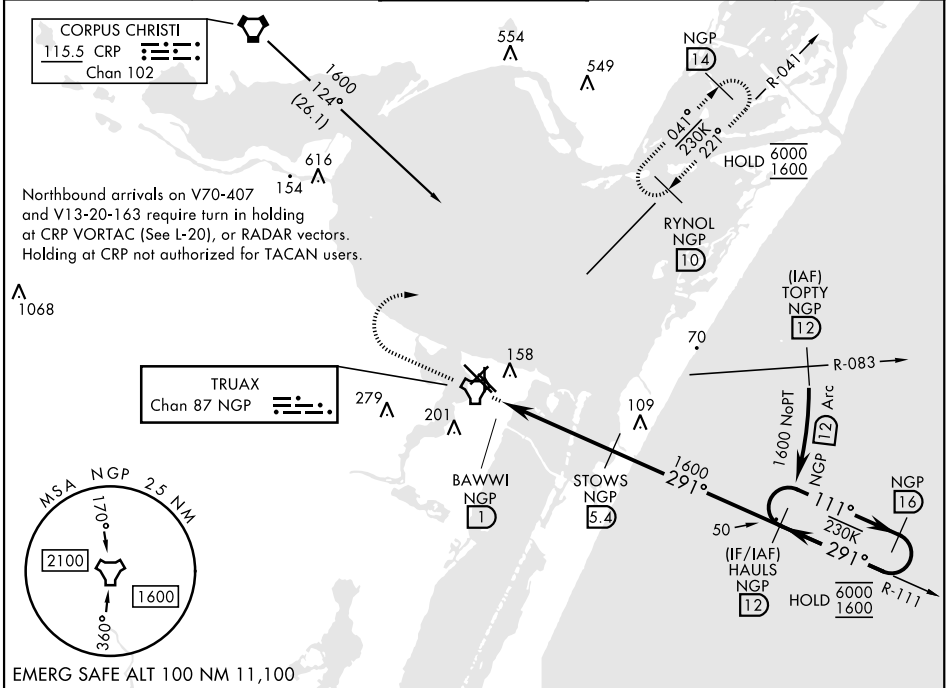 CORPUS CHRISTI
115.5 CRP
Chan 102
1600
124°
(26.1)
554
549
NGP
14
R-041
041°
230K
221°
HOLD 6000
1600
RYNOL
NGP
10
616
154
Northbound arrivals on V70-407
and V13-20-163 require turn in holding
at CRP VORTAC (See L-20), or RADAR vectors.
Holding at CRP not authorized for TACAN users.
1068
(IAF)
TOPTY
NGP
12
70
R-083
158
TRUAX
Chan 87 NGP
279
201
109
1600 NoPT
NGP 12 Arc
BAWWI
NGP
1
STOWS
NGP
5.4
1600
291°
NGP
16
111°
230K
291°
50
(IF/IAF)
HAULS
NGP
12
R-111
HOLD 6000
1600
MSA NGP 25 NM
170°
2100
1600
360°
EMERG SAFE ALT 100 NM 11,100